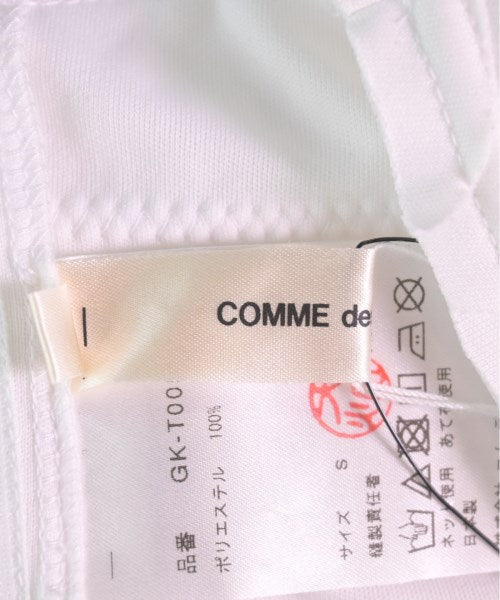 COMME de
品番 GK-T00
ポリエステル 100%
サイズ S
縫製責任者
あて布使用
ネット使用
日本製